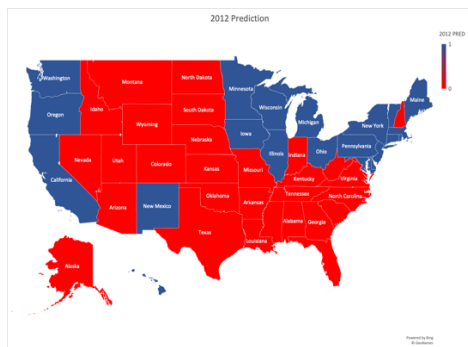 2012 Prediction
2012 PRED
1
0
Washington
Montana
North Dakota
Minnesota
Maine
Oregon
Idaho
Wyoming
South Dakota
Wisconsin
Michigan
New York
Nebraska
Iowa
Pennsylvania
Nevada
Utah
Colorado
Kansas
Missouri
Illinois
Indiana
Ohio
Kentucky
Virginia
California
Arizona
New Mexico
Oklahoma
Arkansas
Tennessee
North Carolina
Texas
Louisiana
Alabama
Georgia
Alaska
Powered by Bing
© GeoNames